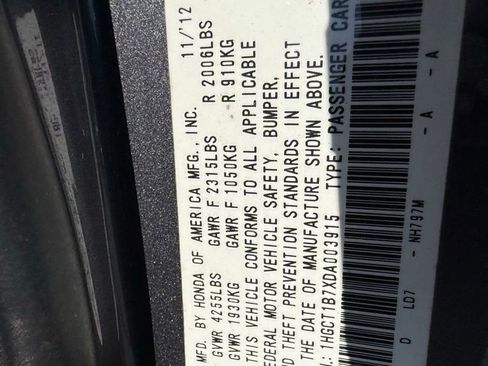 MFD. BY HONDA OF AMERICA MFG., INC. 11/12
GVWR 4255LBS GAWR F 2315LBS R 2006LBS
GVWR 1930KG GAWR F 1050KG R 910KG
THIS VEHICLE CONFORMS TO ALL APPLICABLE
FEDERAL MOTOR VEHICLE SAFETY, BUMPER,
AND THEFT PREVENTION STANDARDS IN EFFECT
THE DATE OF MANUFACTURE SHOWN ABOVE.
.: 1HGCT1B7XDA003915 TYPE: PASSENGER CAR
D LD7 - NH797M - A - A